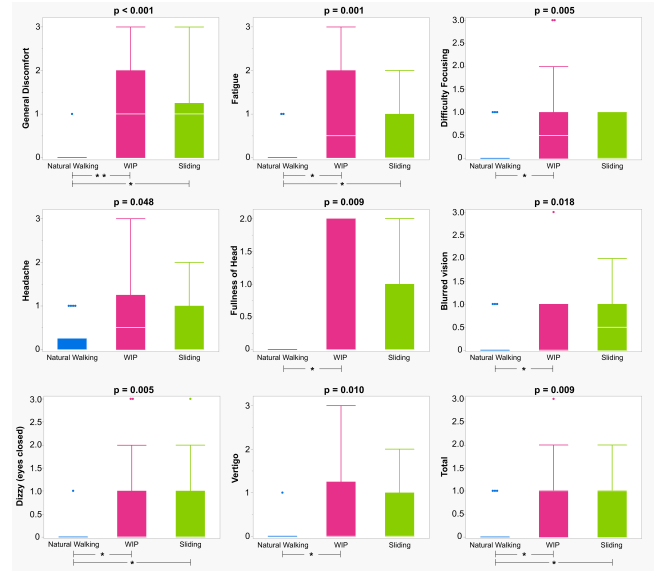 p < 0.001
General Discomfort
3
2
1
0
Natural Walking WIP Sliding
* *
*
p = 0.001
Fatigue
3
2
1
0
Natural Walking WIP Sliding
*
*
p = 0.005
Difficulty Focusing
3.0
2.5
2.0
1.5
1.0
0.5
0
Natural Walking WIP Sliding
*
p = 0.048
Headache
3
2
1
0
Natural Walking WIP Sliding
p = 0.009
Fullness of Head
2.0
1.5
1.0
0.5
0
Natural Walking WIP Sliding
*
p = 0.018
Blurred vision
3.0
2.5
2.0
1.5
1.0
0.5
0
Natural Walking WIP Sliding
*
p = 0.005
Dizzy (eyes closed)
3.0
2.5
2.0
1.5
1.0
0.5
0
Natural Walking WIP Sliding
*
*
p = 0.010
Vertigo
3
2
1
0
Natural Walking WIP Sliding
*
p = 0.009
Total
3.0
2.5
2.0
1.5
1.0
0.5
0
Natural Walking WIP Sliding
*
*